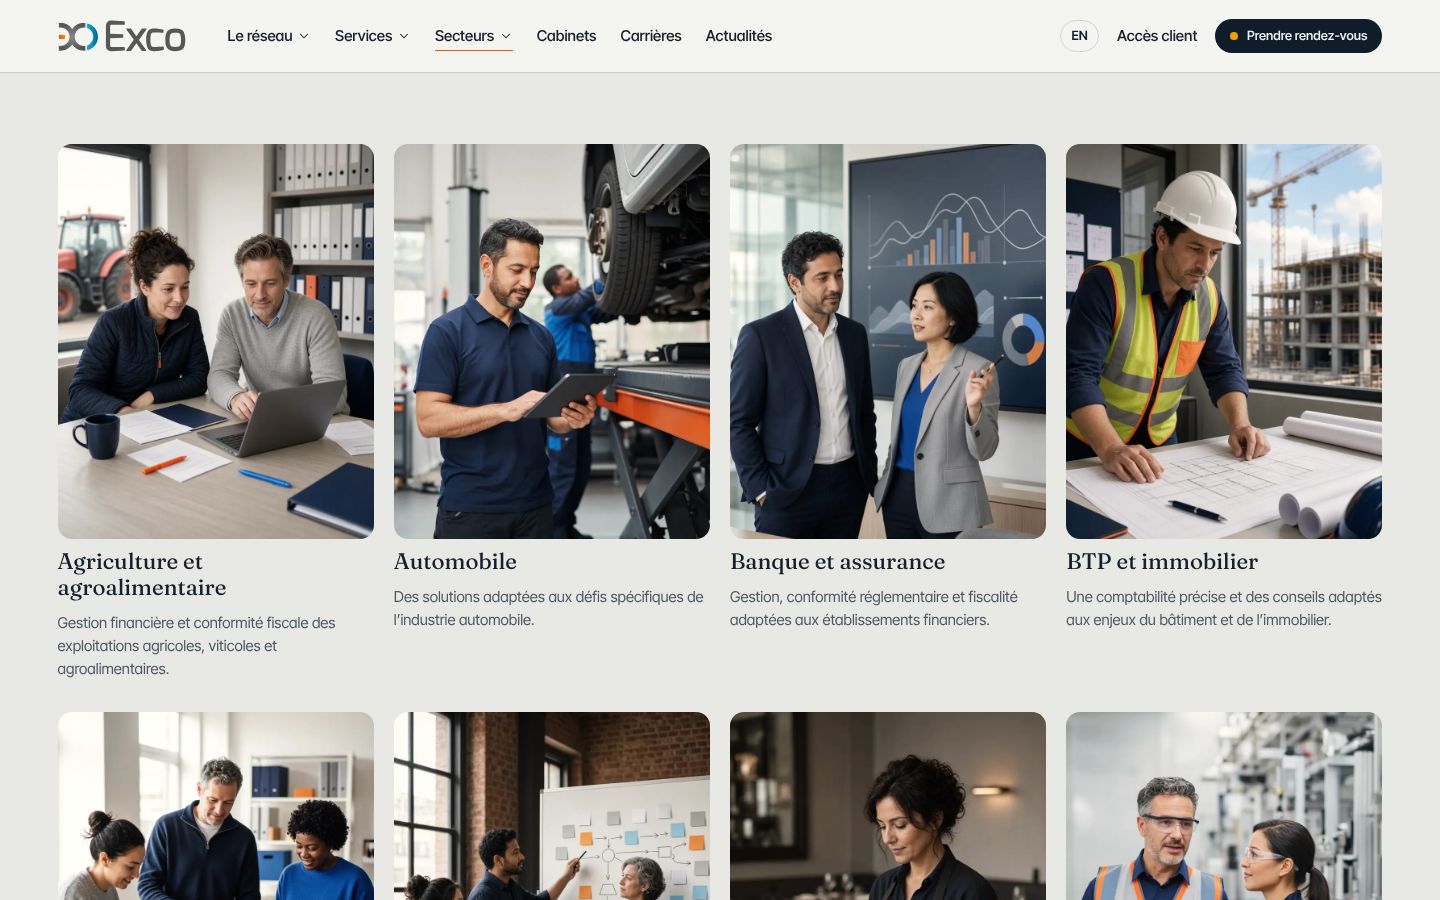 Exco
Le réseau
Services
Secteurs
Cabinets
Carrières
Actualités
EN
Accès client
Prendre rendez-vous
Agriculture et
agroalimentaire
Gestion financière et conformité fiscale des
exploitations agricoles, viticoles et
agroalimentaires.
Automobile
Des solutions adaptées aux défis spécifiques de
l’industrie automobile.
Banque et assurance
Gestion, conformité réglementaire et fiscalité
adaptées aux établissements financiers.
BTP et immobilier
Une comptabilité précise et des conseils adaptés
aux enjeux du bâtiment et de l’immobilier.